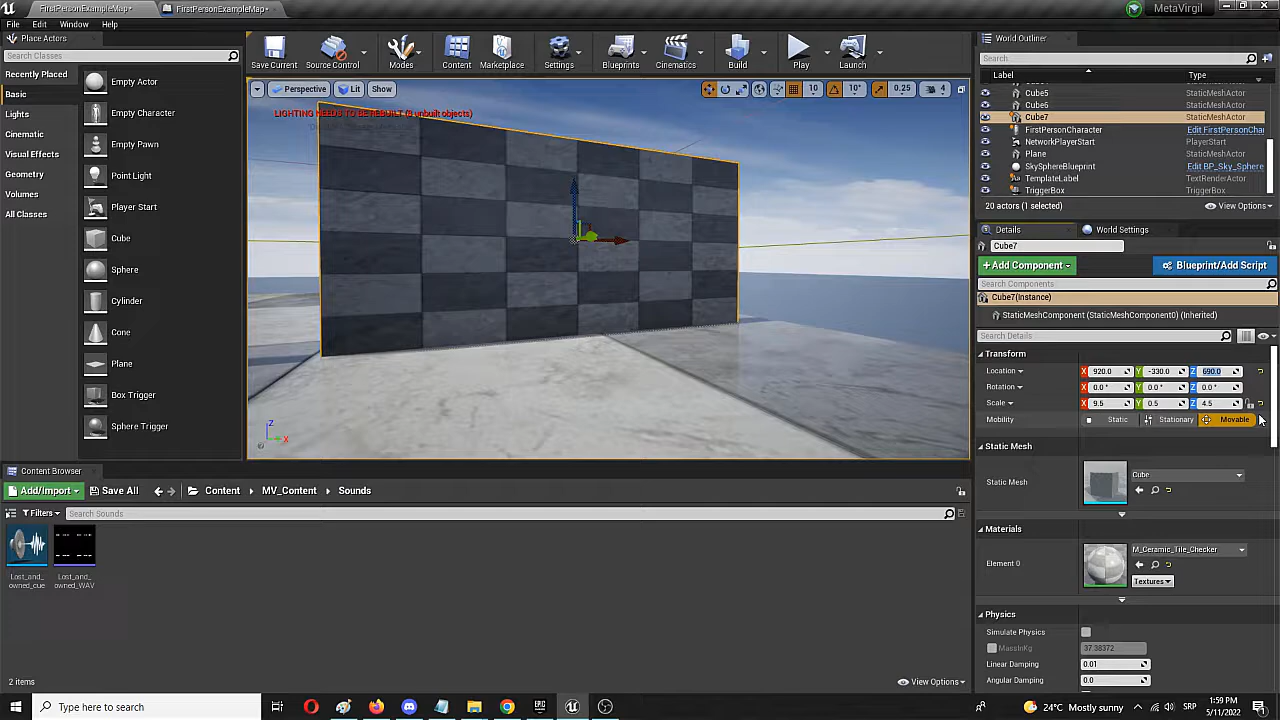 FirstPersonExampleMap•
FirstPersonExampleMap•
MetaVirgil
File Edit Window Help
Place Actors
Search Classes
Recently Placed
Basic
Lights
Cinematic
Visual Effects
Geometry
Volumes
All Classes
Empty Actor
Empty Character
Empty Pawn
Point Light
Player Start
Cube
Sphere
Cylinder
Cone
Plane
Box Trigger
Sphere Trigger
Save Current
Source Control
Modes
Content
Marketplace
Settings
Blueprints
Cinematics
Build
Play
Launch
Perspective
Lit
Show
10
10°
0.25
4
LIGHTING NEEDS TO BE REBUILT (8 unbuilt objects)
Z
X
World Outliner
Search...
Label Type
Cube5 StaticMeshActor
Cube6 StaticMeshActor
Cube7 StaticMeshActor
FirstPersonCharacter Edit FirstPersonCha
NetworkPlayerStart PlayerStart
Plane StaticMeshActor
SkySphereBlueprint Edit BP_Sky_Sphere
TemplateLabel TextRenderActor
TriggerBox TriggerBox
20 actors (1 selected)
View Options
Details
World Settings
Cube7
+Add Component
Blueprint/Add Script
Search Components
Cube7(Instance)
StaticMeshComponent (StaticMeshComponent0) (Inherited)
Search Details
Transform
Location X 920.0 Y -330.0 Z 690.0
Rotation X 0.0 ° Y 0.0 ° Z 0.0 °
Scale X 9.5 Y 0.5 Z 4.5
Mobility Static Stationary Movable
Static Mesh
Static Mesh Cube
Materials
Element 0 M_Ceramic_Tile_Checker
Textures
Physics
Simulate Physics
MassInKg 37.38372
Linear Damping 0.01
Angular Damping 0.0
Content Browser
Add/Import
Save All
Content MV_Content Sounds
Filters
Search Sounds
Lost_and_
owned_cue
Lost_and_
owned_WAV
2 items
View Options
Type here to search
24°C Mostly sunny
SRP
1:59 PM
5/11/2022